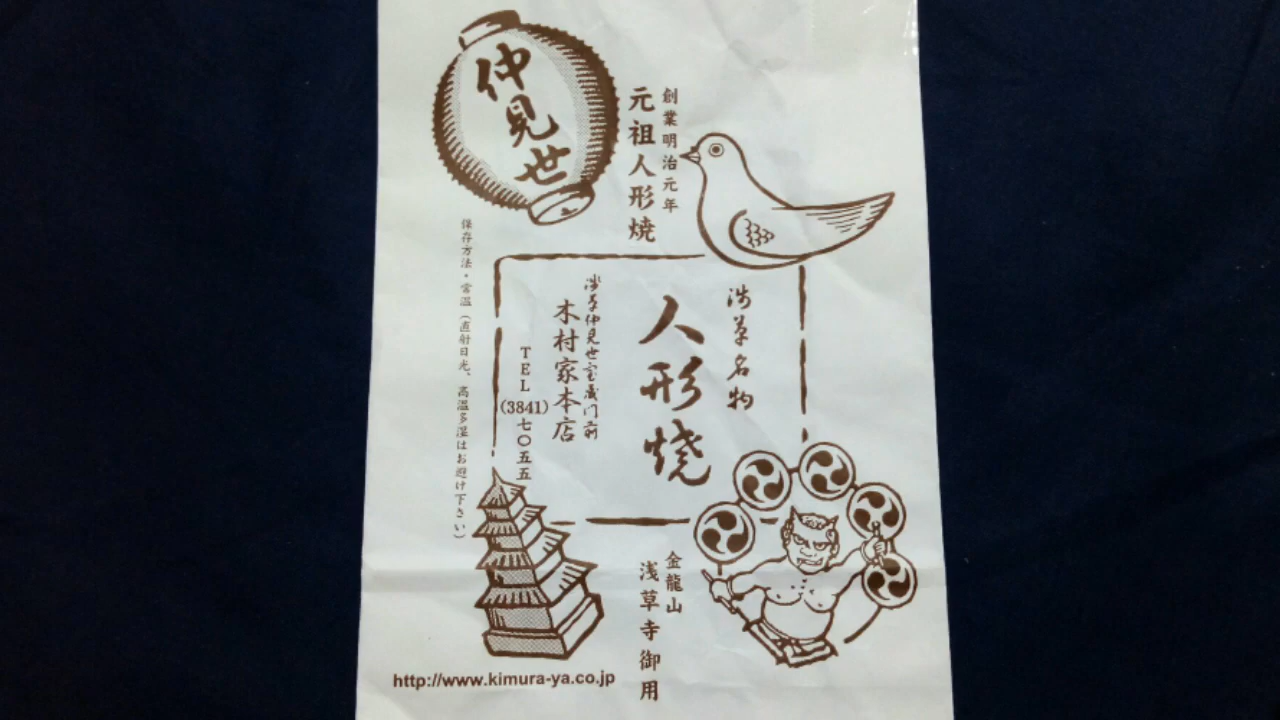 仲見世
創業明治元年
元祖人形焼
浅草名物
人形焼
浅草仲見世宝蔵門前
木村家本店
TEL(3841)七〇五五
保存方法・常温(直射日光、高温多湿はお避け下さい)
金龍山
浅草寺御用
http://www.kimura-ya.co.jp